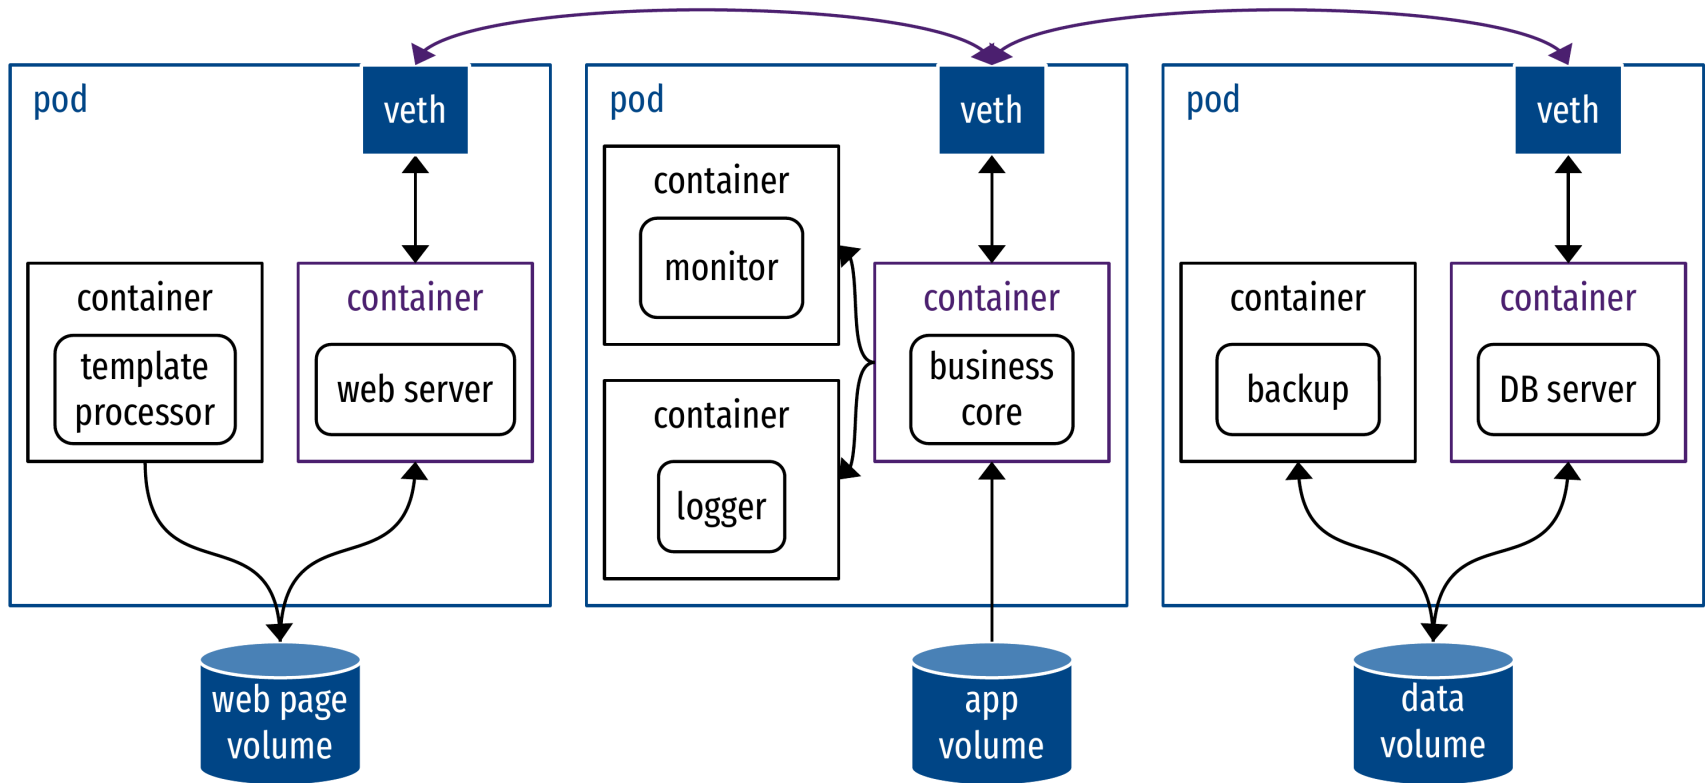 pod
veth
container
template
processor
container
web server
web page
volume
pod
veth
container
monitor
container
logger
container
business
core
app
volume
pod
veth
container
backup
container
DB server
data
volume